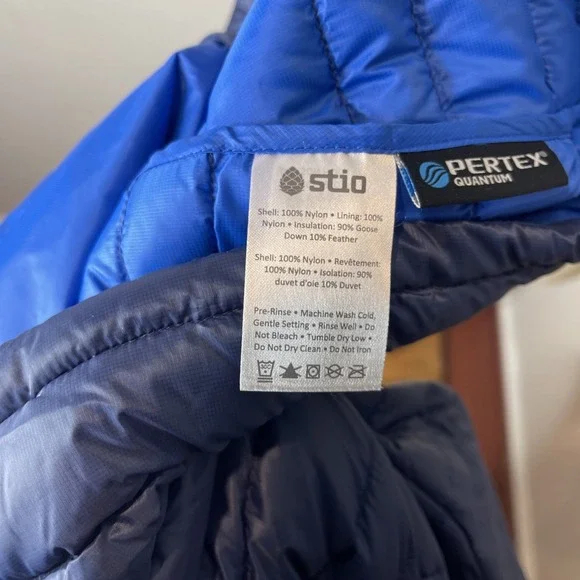 stio
PERTEX®
QUANTUM
Shell: 100% Nylon • Lining: 100%
Nylon • Insulation: 90% Goose
Down 10% Feather
Shell: 100% Nylon • Revêtement:
100% Nylon • Isolation: 90%
duvet d'oie 10% Duvet
Pre-Rinse • Machine Wash Cold,
Gentle Setting • Rinse Well • Do
Not Bleach • Tumble Dry Low •
Do Not Dry Clean • Do Not Iron